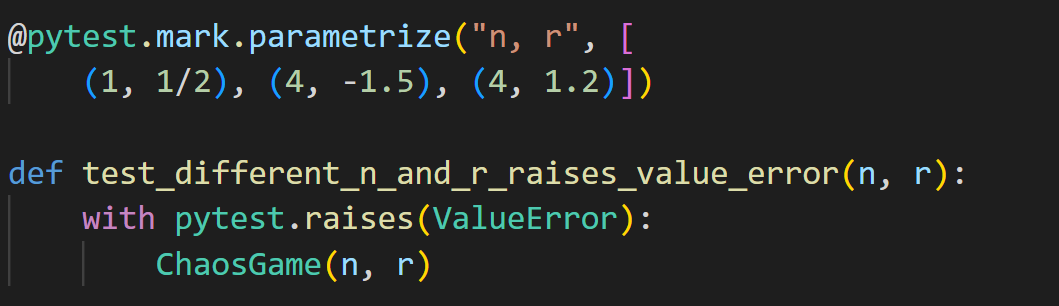 @pytest.mark.parametrize("n, r", [
    (1, 1/2), (4, -1.5), (4, 1.2)])
def test_different_n_and_r_raises_value_error(n, r):
    with pytest.raises(ValueError):
        ChaosGame(n, r)